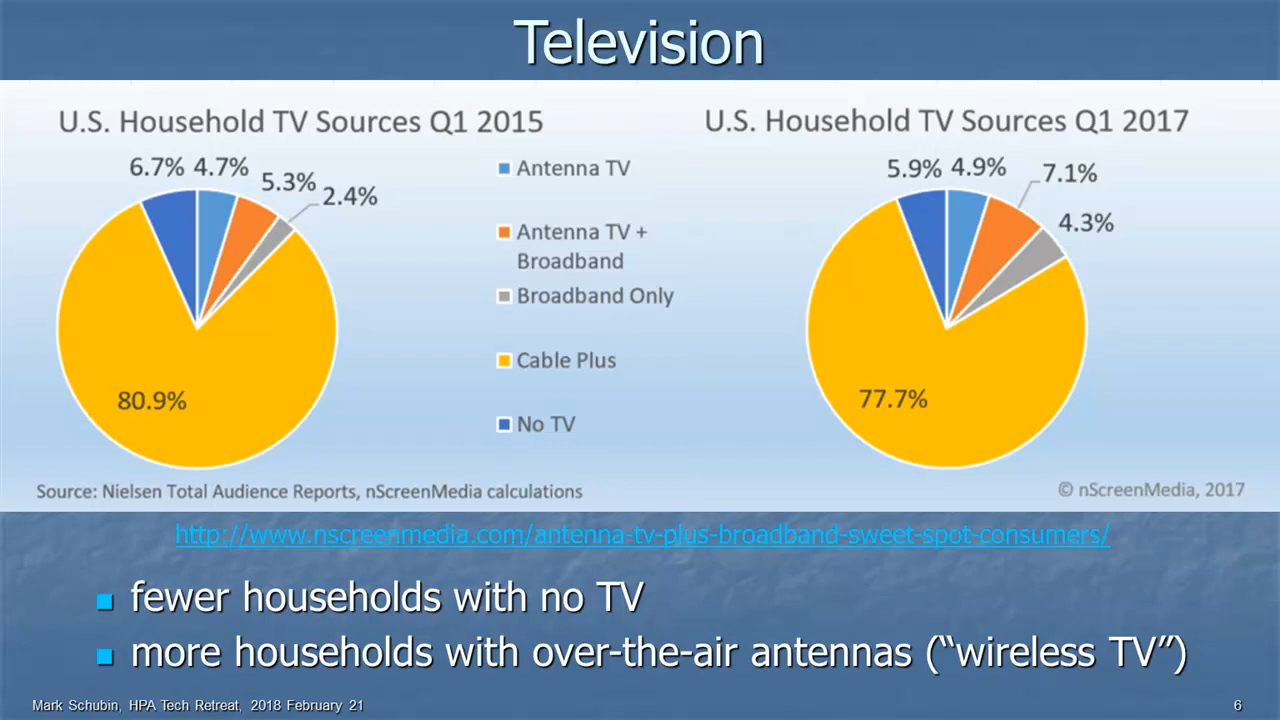 Television
U.S. Household TV Sources Q1 2015
6.7% 4.7%
5.3%
2.4%
80.9%
Antenna TV
Antenna TV +
Broadband
Broadband Only
Cable Plus
No TV
U.S. Household TV Sources Q1 2017
5.9% 4.9%
7.1%
4.3%
77.7%
Source: Nielsen Total Audience Reports, nScreenMedia calculations
© nScreenMedia, 2017
http://www.nscreenmedia.com/antenna-tv-plus-broadband-sweet-spot-consumers/
fewer households with no TV
more households with over-the-air antennas (“wireless TV”)
Mark Schubin, HPA Tech Retreat, 2018 February 21
6